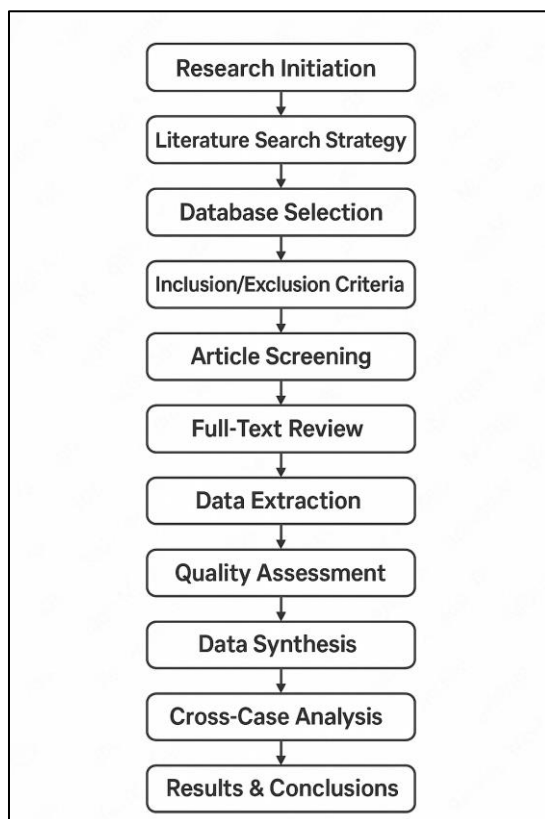 Research Initiation
Literature Search Strategy
Database Selection
Inclusion/Exclusion Criteria
Article Screening
Full-Text Review
Data Extraction
Quality Assessment
Data Synthesis
Cross-Case Analysis
Results & Conclusions